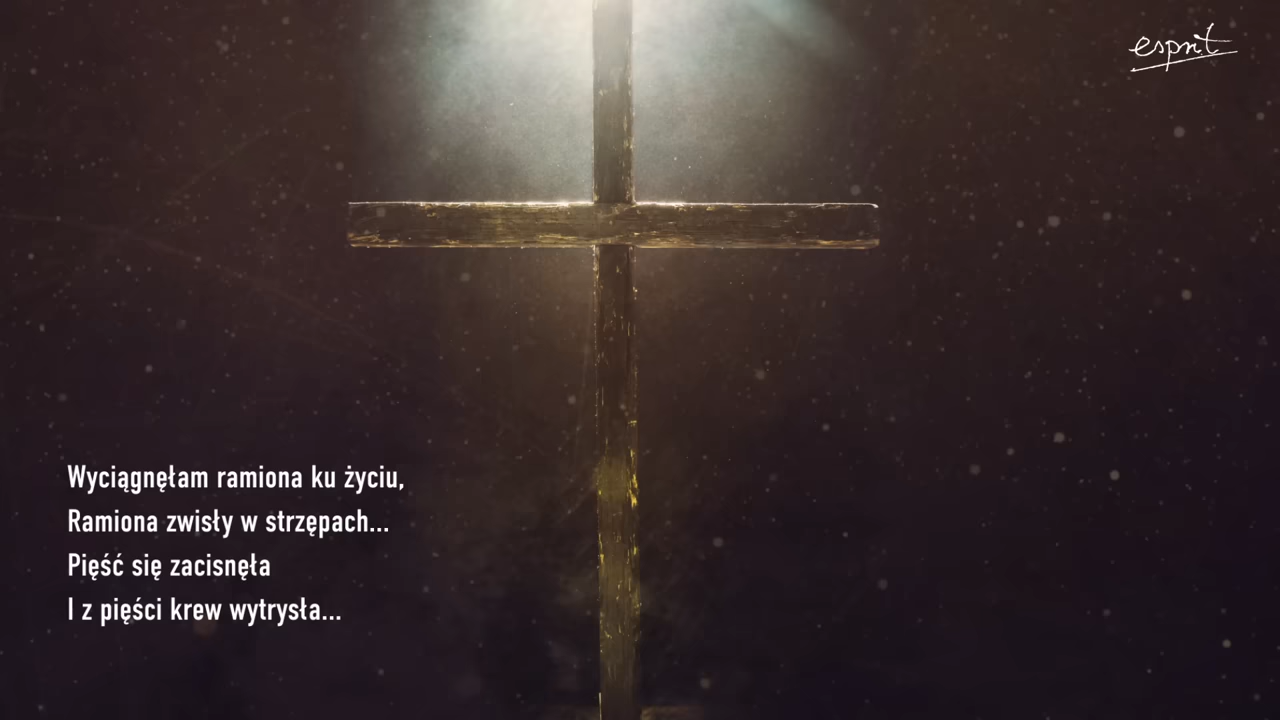 esprit
Wyciągnęłam ramiona ku życiu,
Ramiona zwisły w strzępach...
Pięść się zacisnęła
I z pięści krew wytrysła...